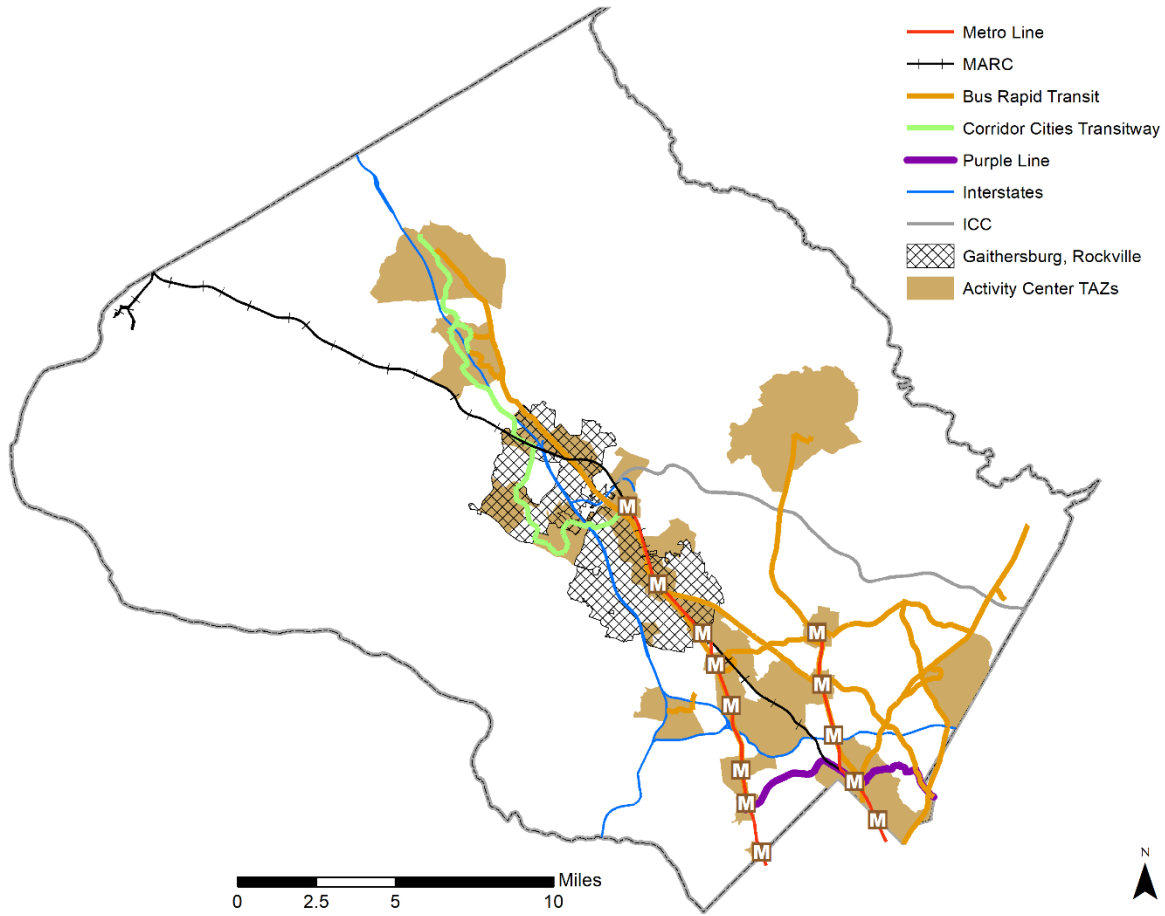 Metro Line
MARC
Bus Rapid Transit
Corridor Cities Transitway
Purple Line
Interstates
ICC
Gaithersburg, Rockville
Activity Center TAZs
M
M
M
M
M
M
M
M
M
M
M
M
M
Miles
0 2.5 5 10
N